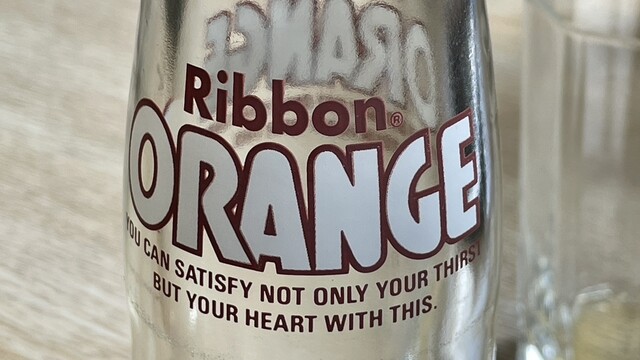 Ribbon®
ORANGE
YOU CAN SATISFY NOT ONLY YOUR THIRST
BUT YOUR HEART WITH THIS.